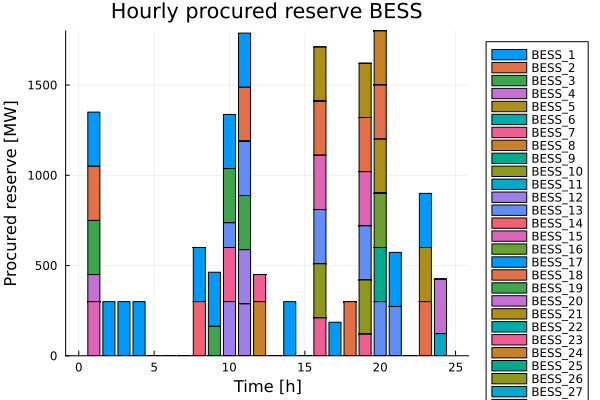 Hourly procured reserve BESS
Procured reserve [MW]
1500
1000
500
0
0 5 10 15 20 25
Time [h]
BESS_1
BESS_2
BESS_3
BESS_4
BESS_5
BESS_6
BESS_7
BESS_8
BESS_9
BESS_10
BESS_11
BESS_12
BESS_13
BESS_14
BESS_15
BESS_16
BESS_17
BESS_18
BESS_19
BESS_20
BESS_21
BESS_22
BESS_23
BESS_24
BESS_25
BESS_26
BESS_27